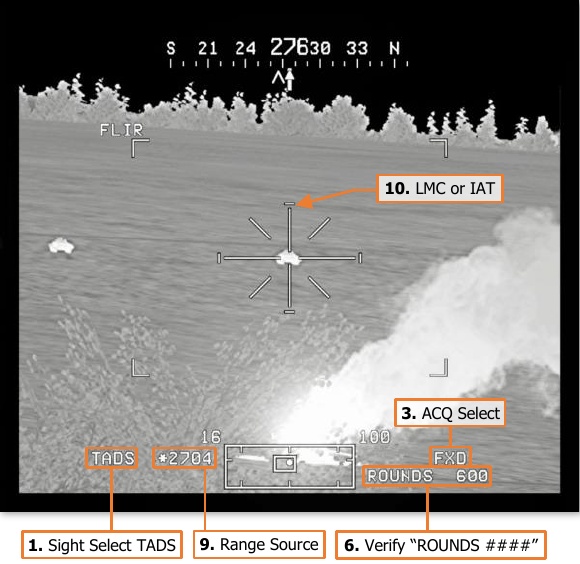 S 21 24 276 30 33 N
FLIR
10. LMC or IAT
3. ACQ Select
16 100
TADS *2704 FXD
ROUNDS 600
1. Sight Select TADS
9. Range Source
6. Verify “ROUNDS ####”